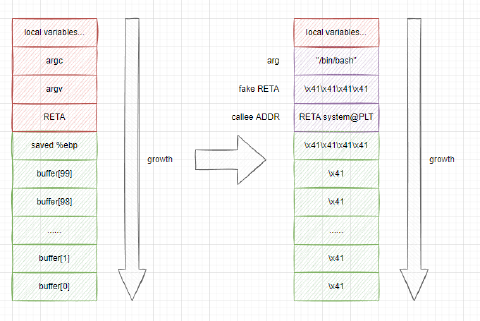 local variables...
argc
argv
RETA
saved %ebp
buffer[99]
buffer[98]
......
buffer[1]
buffer[0]
growth
arg
fake RETA
callee ADDR
local variables...
"/bin/bash"
\x41\x41\x41\x41
RETA system@PLT
\x41\x41\x41\x41
\x41
\x41
......
\x41
\x41
growth